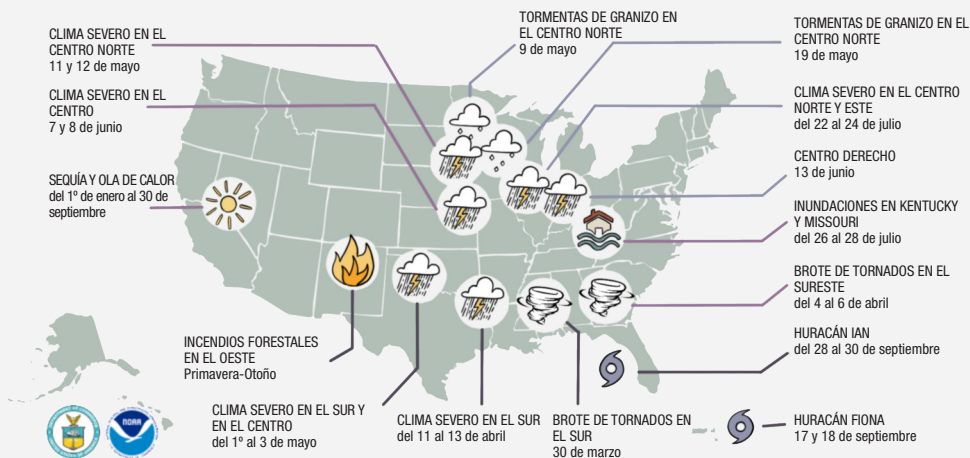 TORMENTAS DE GRANIZO EN
EL CENTRO NORTE
9 de mayo
TORMENTAS DE GRANIZO EN EL
CENTRO NORTE
19 de mayo
CLIMA SEVERO EN EL
CENTRO NORTE
11 y 12 de mayo
CLIMA SEVERO EN EL
CENTRO
7 y 8 de junio
CLIMA SEVERO EN EL CENTRO
NORTE Y ESTE
del 22 al 24 de julio
CENTRO DERECHO
13 de junio
SEQUÍA Y OLA DE CALOR
del 1º de enero al 30 de
septiembre
INUNDACIONES EN KENTUCKY
Y MISSOURI
del 26 al 28 de julio
BROTE DE TORNADOS EN EL
SURESTE
del 4 al 6 de abril
HURACÁN IAN
del 28 al 30 de septiembre
INCENDIOS FORESTALES
EN EL OESTE
Primavera-Otoño
CLIMA SEVERO EN EL SUR Y
EN EL CENTRO
del 1º al 3 de mayo
CLIMA SEVERO EN EL SUR
del 11 al 13 de abril
BROTE DE TORNADOS EN
EL SUR
30 de marzo
HURACÁN FIONA
17 y 18 de septiembre
NOAA